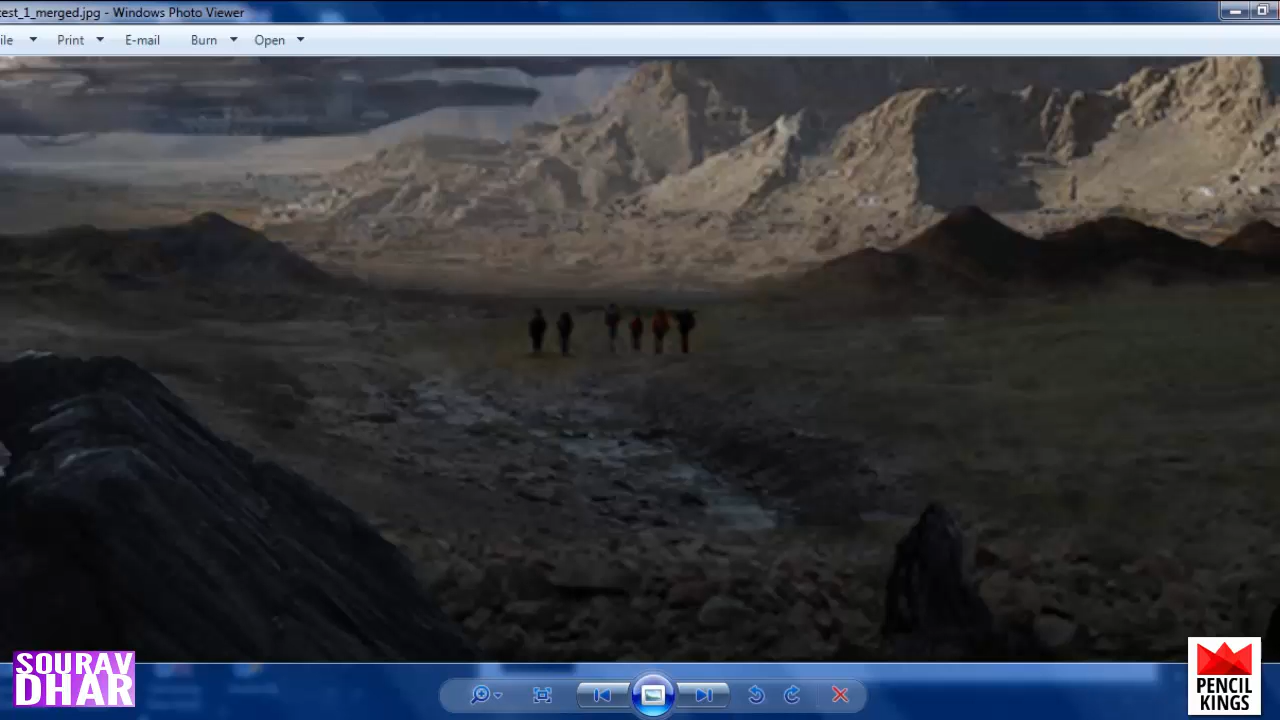 est_1_merged.jpg - Windows Photo Viewer
ile Print E-mail Burn Open
SOURAV
DHAR
PENCIL
KINGS